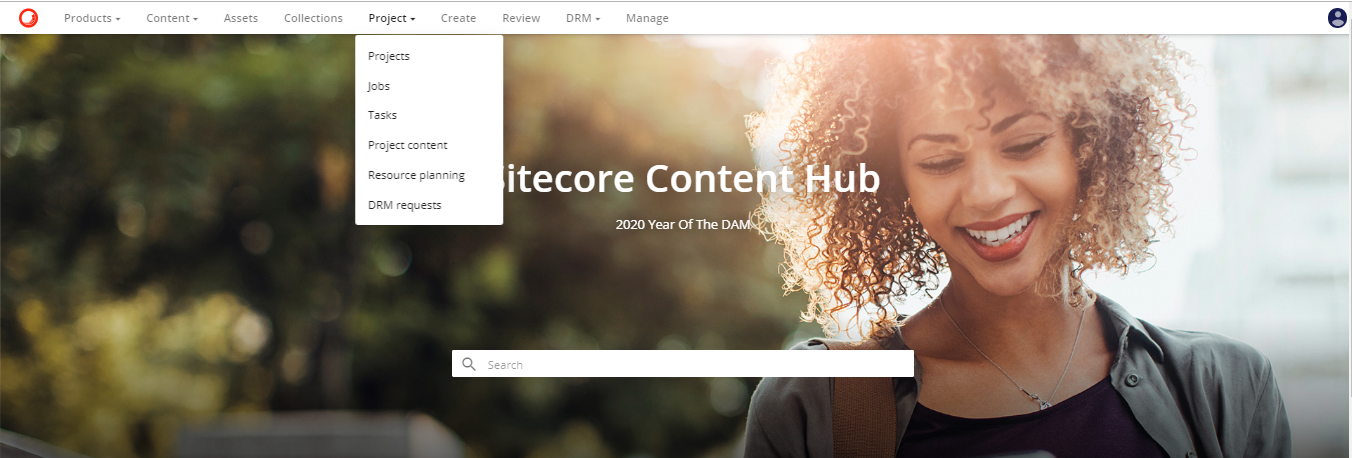 Products Content Assets Collections Project Create Review DRM Manage
Projects
Jobs
Tasks
Project content
Resource planning
DRM requests
itecore Content Hub
2020 Year Of The DAM
Search